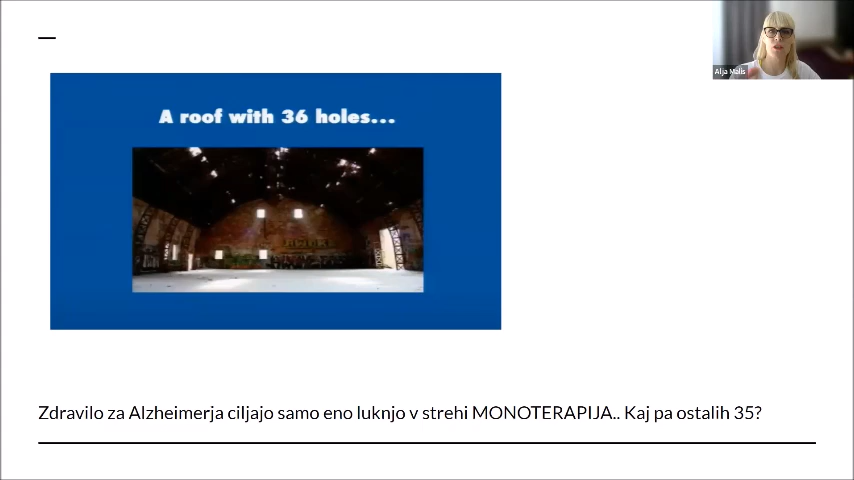 Alja Malis
A roof with 36 holes...
Zdravilo za Alzheimerja ciljajo samo eno luknjo v strehi MONOTERAPIJA.. Kaj pa ostalih 35?